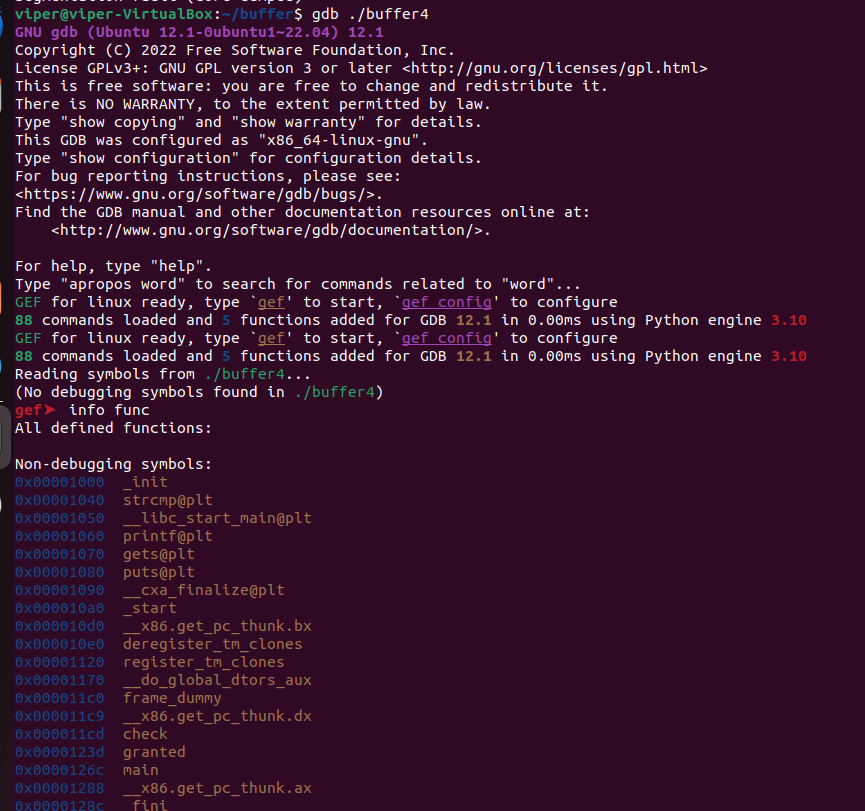 viper@viper-VirtualBox:~/buffer$ gdb ./buffer4
GNU gdb (Ubuntu 12.1-0ubuntu1~22.04) 12.1
Copyright (C) 2022 Free Software Foundation, Inc.
License GPLv3+: GNU GPL version 3 or later <http://gnu.org/licenses/gpl.html>
This is free software: you are free to change and redistribute it.
There is NO WARRANTY, to the extent permitted by law.
Type "show copying" and "show warranty" for details.
This GDB was configured as "x86_64-linux-gnu".
Type "show configuration" for configuration details.
For bug reporting instructions, please see:
<https://www.gnu.org/software/gdb/bugs/>.
Find the GDB manual and other documentation resources online at:
    <http://www.gnu.org/software/gdb/documentation/>.

For help, type "help".
Type "apropos word" to search for commands related to "word"...
GEF for linux ready, type `gef' to start, `gef config' to configure
88 commands loaded and 5 functions added for GDB 12.1 in 0.00ms using Python engine 3.10
GEF for linux ready, type `gef' to start, `gef config' to configure
88 commands loaded and 5 functions added for GDB 12.1 in 0.00ms using Python engine 3.10
Reading symbols from ./buffer4...
(No debugging symbols found in ./buffer4)
gef➤  info func
All defined functions:

Non-debugging symbols:
0x00001000  _init
0x00001040  strcmp@plt
0x00001050  __libc_start_main@plt
0x00001060  printf@plt
0x00001070  gets@plt
0x00001080  puts@plt
0x00001090  __cxa_finalize@plt
0x000010a0  _start
0x000010d0  __x86.get_pc_thunk.bx
0x000010e0  deregister_tm_clones
0x00001120  register_tm_clones
0x00001170  __do_global_dtors_aux
0x000011c0  frame_dummy
0x000011c9  __x86.get_pc_thunk.dx
0x000011cd  check
0x0000123d  granted
0x0000126c  main
0x00001288  __x86.get_pc_thunk.ax
0x0000128c  _fini